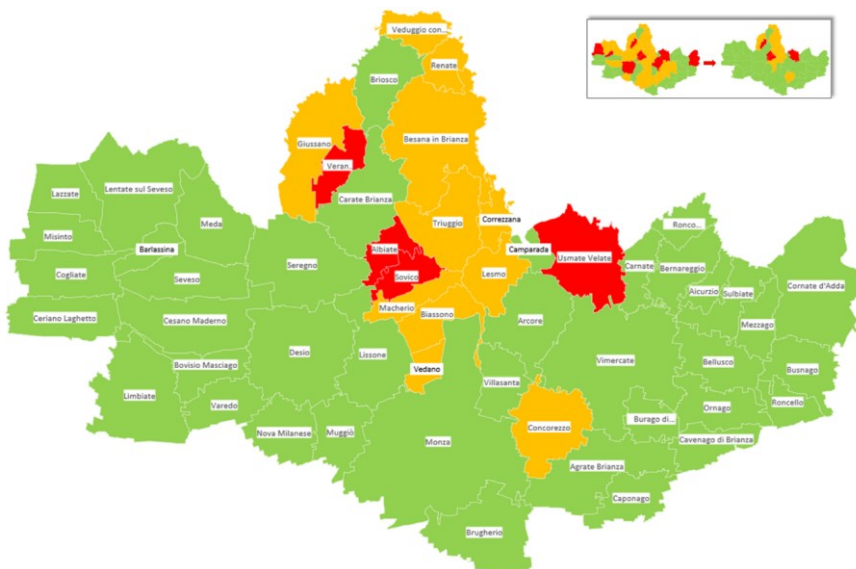 Veduggio con...
Renate
Briosco
Giussano
Besana in Brianza
Veran.
Lazzate
Lentate sul Seveso
Meda
Carate Brianza
Correzzana
Triuggio
Ronco...
Misinto
Barlassina
Albiate
Camparada
Usmate Velate
Carnate
Bernareggio
Cogliate
Seveso
Seregno
Sovico
Lesmo
Aicurzio
Sulbiate
Cornate d'Adda
Ceriano Laghetto
Cesano Maderno
Macherio
Biassono
Arcore
Mezzago
Bovisio Masciago
Desio
Lissone
Vedano
Vimercate
Bellusco
Busnago
Limbiate
Villasanta
Varedo
Ornago
Roncello
Nova Milanese
Muggiò
Monza
Concorezzo
Burago di...
Cavenago di Brianza
Agrate Brianza
Caponago
Brugherio